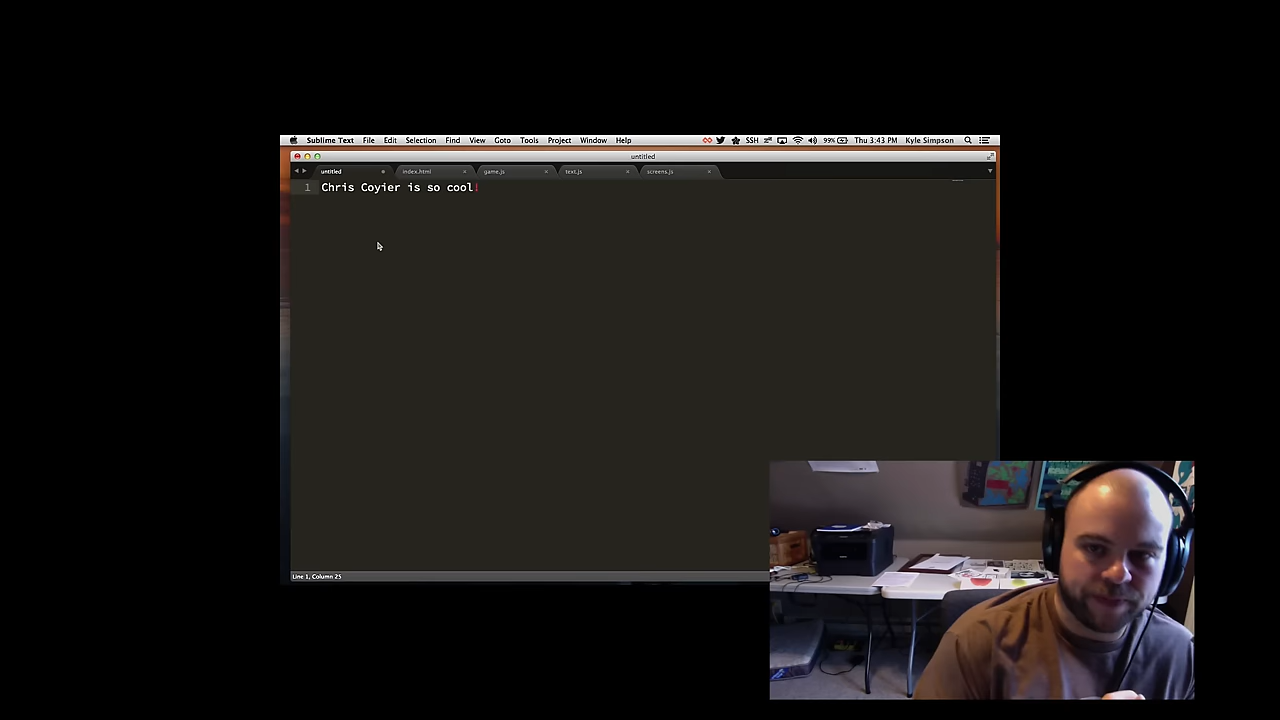 Sublime Text File Edit Selection Find View Goto Tools Project Window Help SSH 99% Thu 3:43 PM Kyle Simpson
untitled
untitled index.html game.js text.js screens.js
1 Chris Coyier is so cool!
Line 1, Column 25